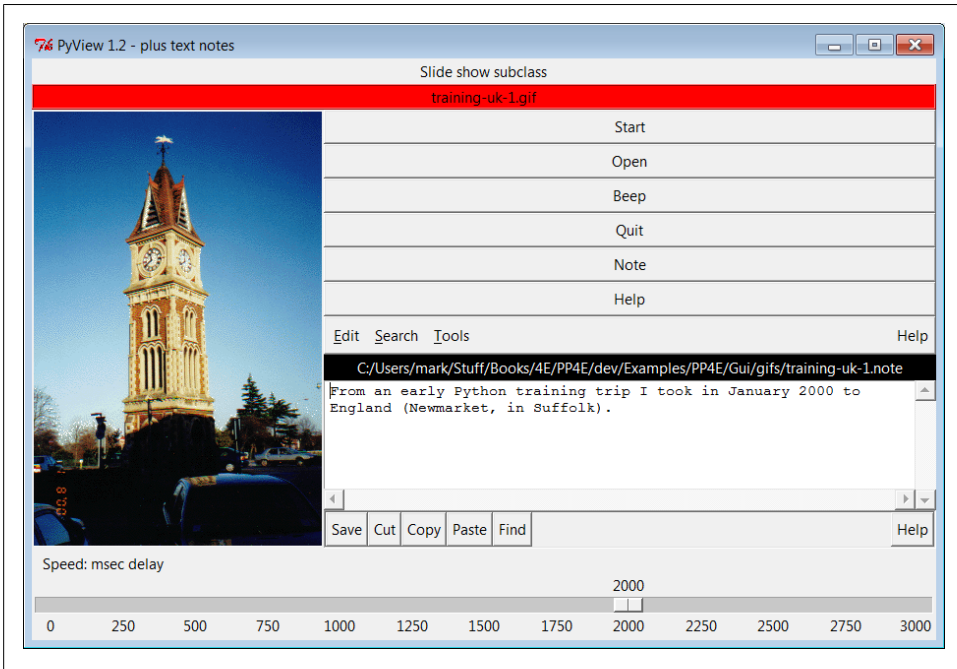 PyView 1.2 - plus text notes
Slide show subclass
training-uk-1.gif
Start
Open
Beep
Quit
Note
Help
Edit Search Tools Help
C:/Users/mark/Stuff/Books/4E/PP4E/dev/Examples/PP4E/Gui/gifs/training-uk-1.note
From an early Python training trip I took in January 2000 to
England (Newmarket, in Suffolk).
Save Cut Copy Paste Find Help
Speed: msec delay
2000
0 250 500 750 1000 1250 1500 1750 2000 2250 2500 2750 3000